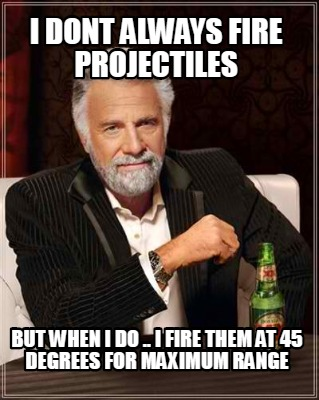 I DONT ALWAYS FIRE
PROJECTILES
BUT WHEN I DO .. I FIRE THEM AT 45
DEGREES FOR MAXIMUM RANGE